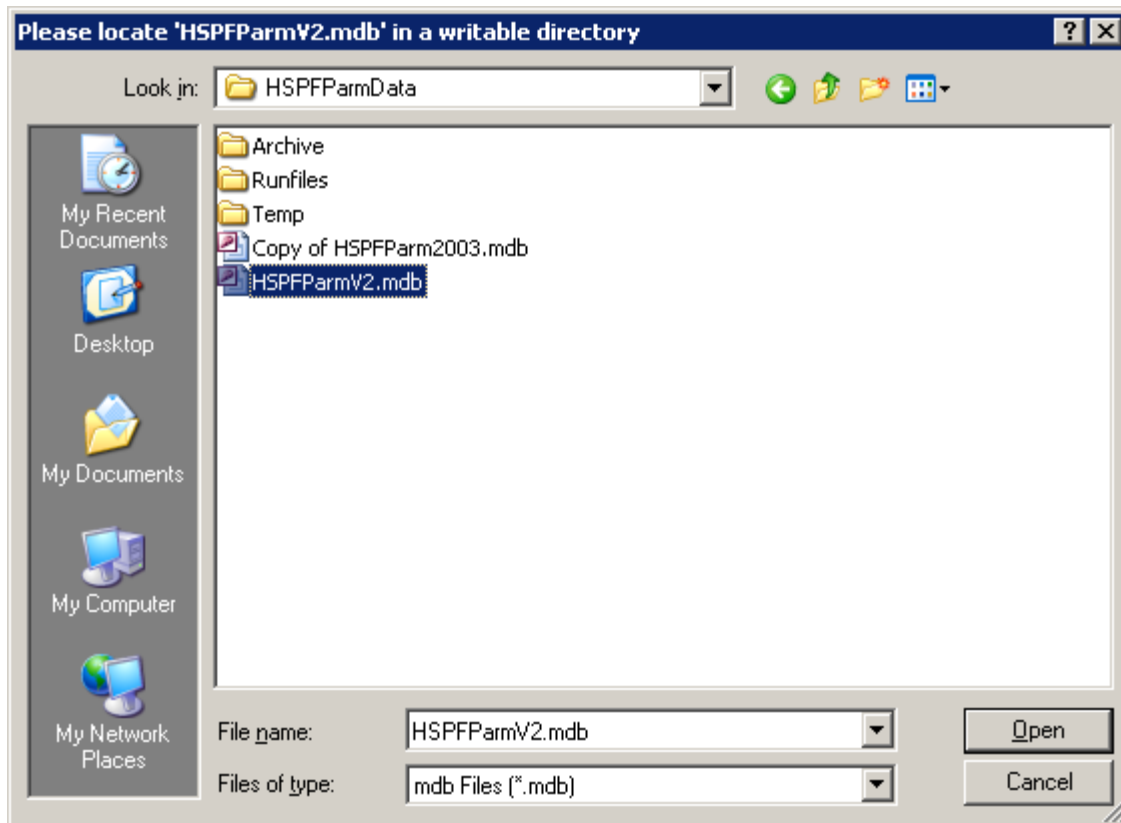 Please locate 'HSPFParmV2.mdb' in a writable directory
Look in: HSPFParmData
Archive
Runfiles
Temp
Copy of HSPFParm2003.mdb
HSPFParmV2.mdb
My Recent
Documents
Desktop
My Documents
My Computer
My Network
Places
File name: HSPFParmV2.mdb Open
Files of type: mdb Files (*.mdb) Cancel